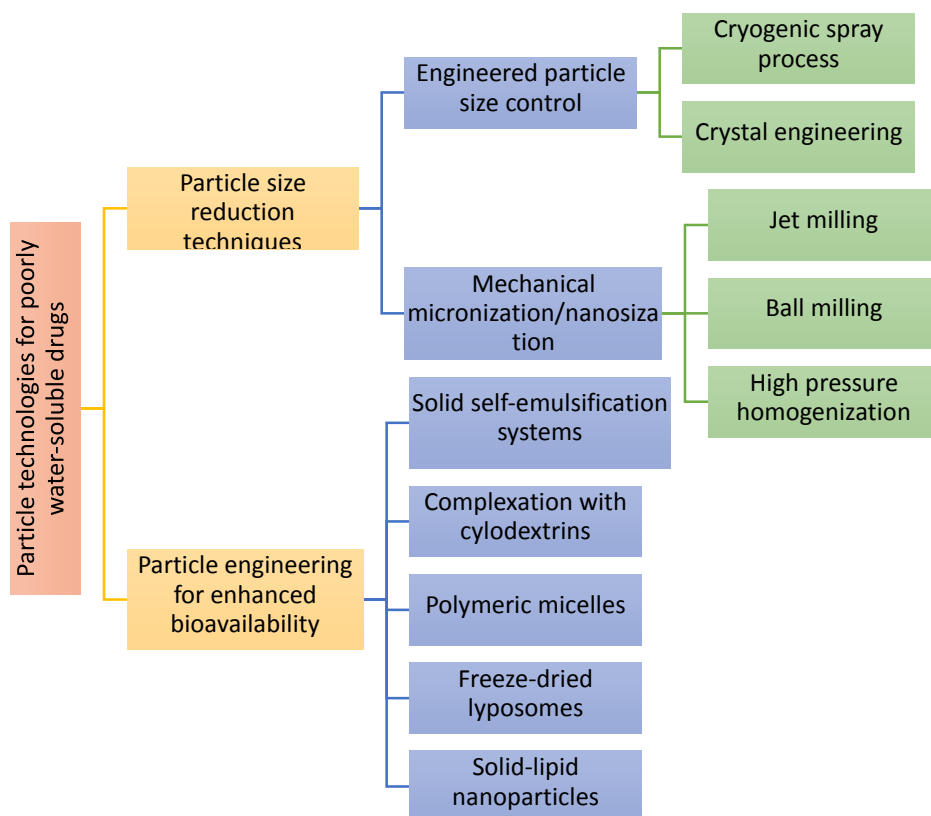 Particle technologies for poorly
water-soluble drugs
Particle size
reduction
techniques
Engineered particle
size control
Cryogenic spray
process
Crystal engineering
Mechanical
micronization/nanosiza
tion
Jet milling
Ball milling
High pressure
homogenization
Particle engineering
for enhanced
bioavailability
Solid self-emulsification
systems
Complexation with
cylodextrins
Polymeric micelles
Freeze-dried
lyposomes
Solid-lipid
nanoparticles